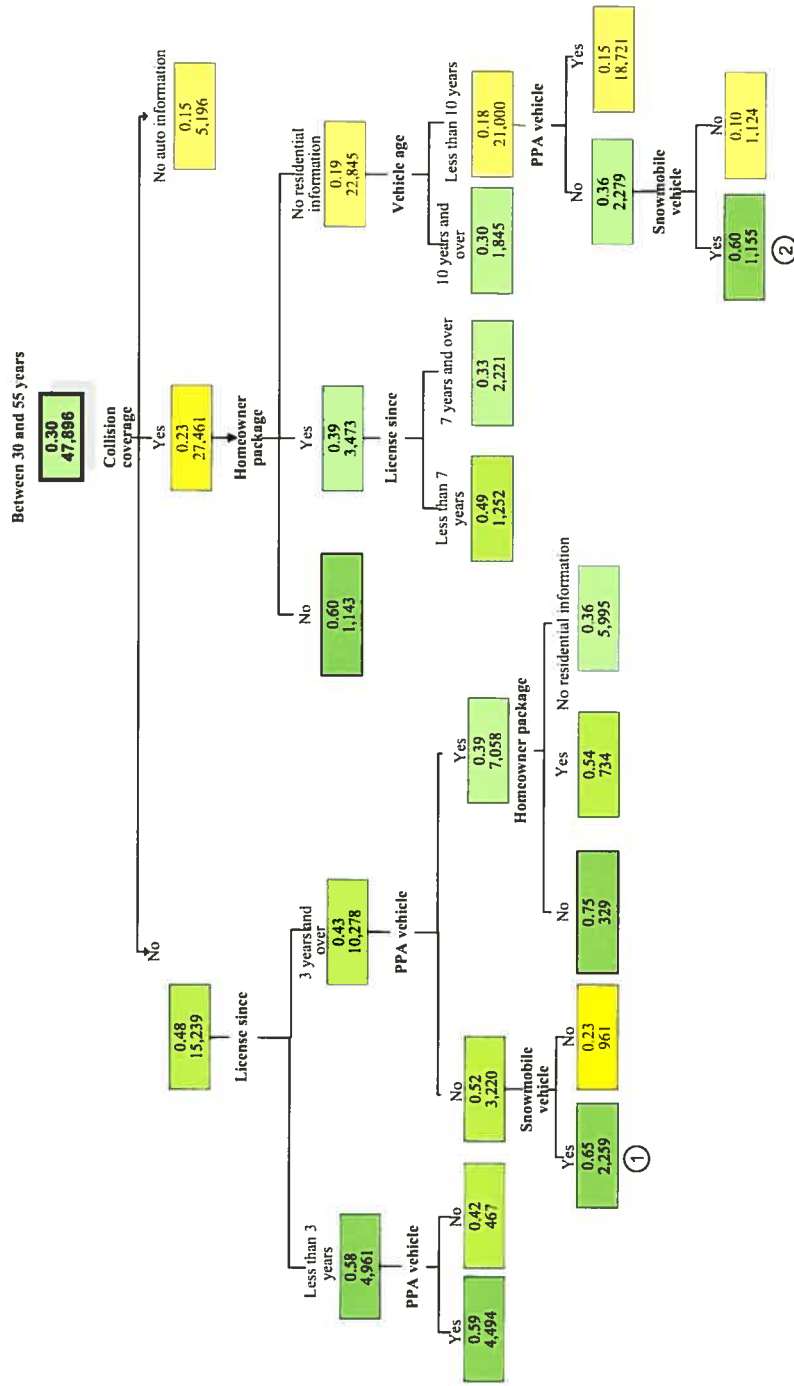 Between 30 and 55 years
0.30
47,896
Collision
coverage
No
Yes
No auto information
0.48
15,239
0.23
27,461
0.15
5,196
License since
Homeowner
package
Less than 3
years
3 years and
over
No
Yes
No residential
information
0.58
4,961
0.43
10,278
0.60
1,143
0.39
3,473
0.19
22,845
PPA vehicle
PPA vehicle
License since
Vehicle age
Yes
No
No
Yes
Less than 7
years
7 years and over
10 years and
over
Less than 10 years
0.59
4,494
0.42
467
0.52
3,220
0.39
7,058
0.49
1,252
0.33
2,221
0.30
1,845
0.18
21,000
Snowmobile
vehicle
Homeowner package
PPA vehicle
Yes
No
No
Yes
No residential information
No
Yes
0.65
2,259
0.23
961
0.75
329
0.54
734
0.36
5,995
0.36
2,279
0.15
18,721
1
Snowmobile
vehicle
Yes
No
0.60
1,155
0.10
1,124
2